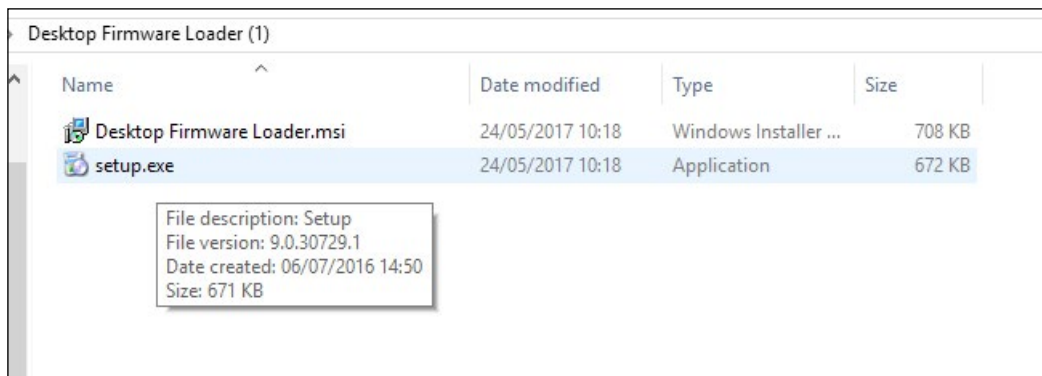 Desktop Firmware Loader (1)
Name Date modified Type Size
Desktop Firmware Loader.msi 24/05/2017 10:18 Windows Installer ... 708 KB
setup.exe 24/05/2017 10:18 Application 672 KB
File description: Setup
File version: 9.0.30729.1
Date created: 06/07/2016 14:50
Size: 671 KB